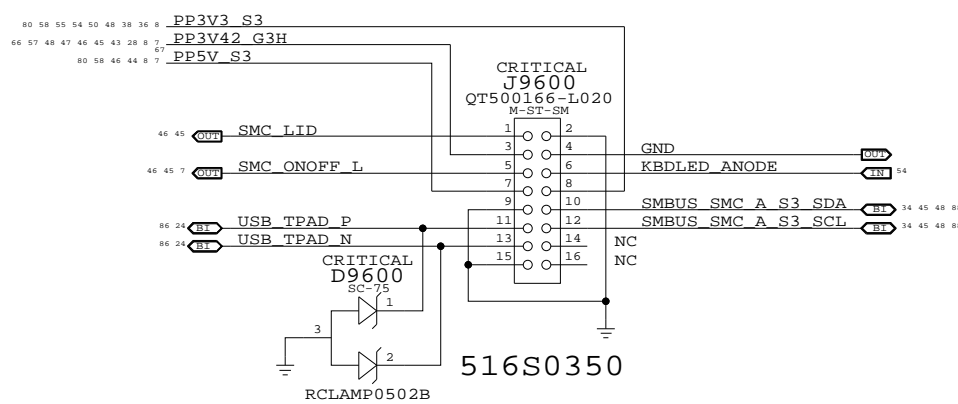 80 58 55 54 50 48 38 36 8 PP3V3_S3
66 57 48 47 46 45 43 28 8 7 PP3V42_G3H
67
80 58 46 44 8 7 PP5V_S3
CRITICAL
J9600
QT500166-L020
M-ST-SM
46 45 OUT SMC_LID 1 2
3 4 GND OUT
46 45 7 OUT SMC_ONOFF_L 5 6 KBDLED_ANODE IN 54
7 8
9 10 SMBUS_SMC_A_S3_SDA BI 34 45 48
86 24 BI USB_TPAD_P 11 12 SMBUS_SMC_A_S3_SCL BI 34 45 48
86 24 BI USB_TPAD_N 13 14 NC
15 16 NC
CRITICAL
D9600
SC-75
1
3
2
RCLAMP0502B
516S0350